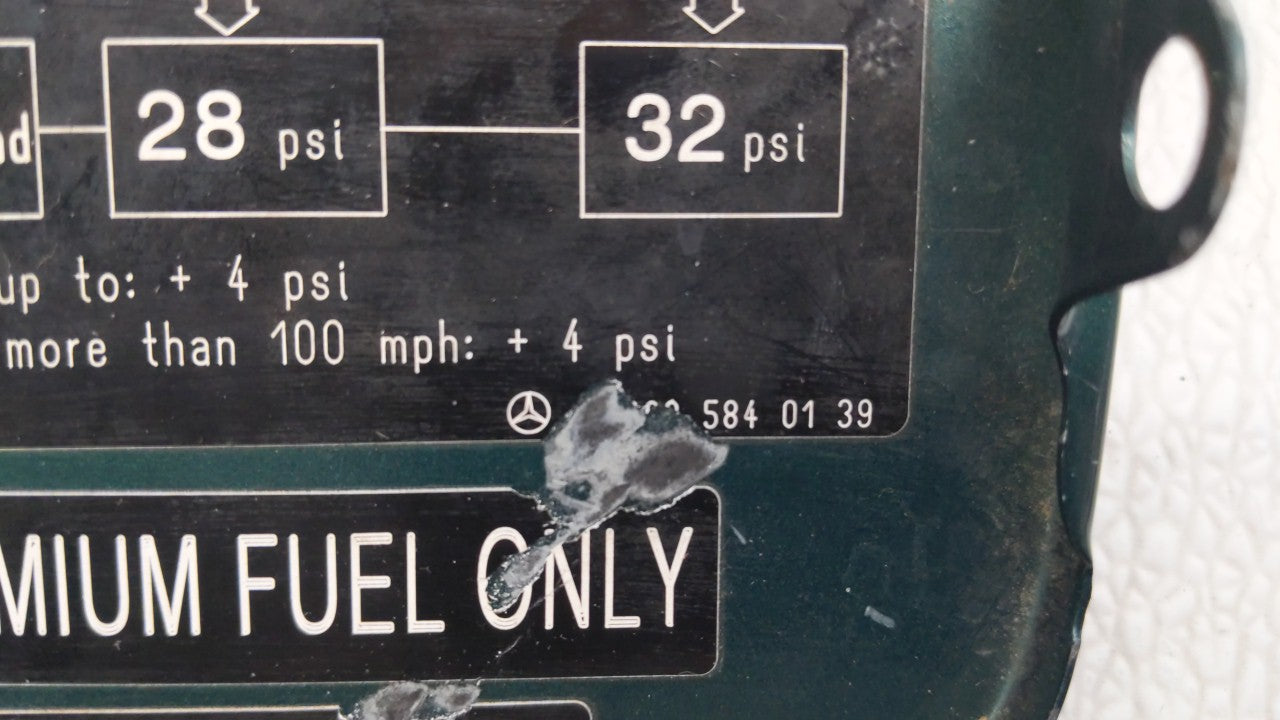 28 psi 32 psi
up to: + 4 psi
more than 100 mph: + 4 psi
584 01 39
FUEL ONLY